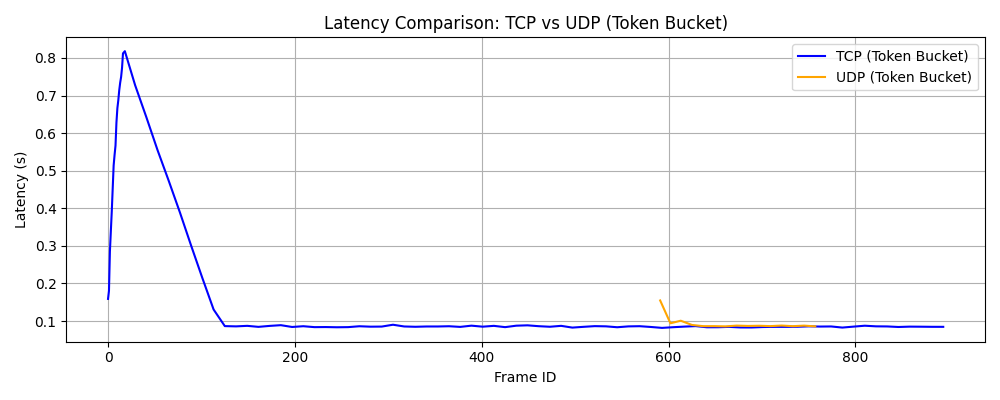 Latency Comparison: TCP vs UDP (Token Bucket)
TCP (Token Bucket)
UDP (Token Bucket)
Latency (s)
0.8
0.7
0.6
0.5
0.4
0.3
0.2
0.1
0 200 400 600 800
Frame ID